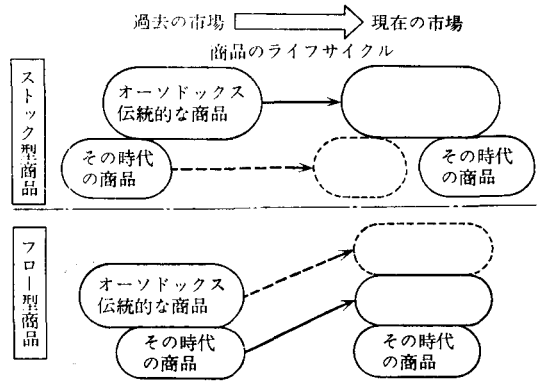 過去の市場 現在の市場
商品のライフサイクル
ストック型商品
オーソドックス
伝統的な商品
その時代
の商品
その時代
の商品
フロー型商品
オーソドックス
伝統的な商品
その時代
の商品
その時代
の商品